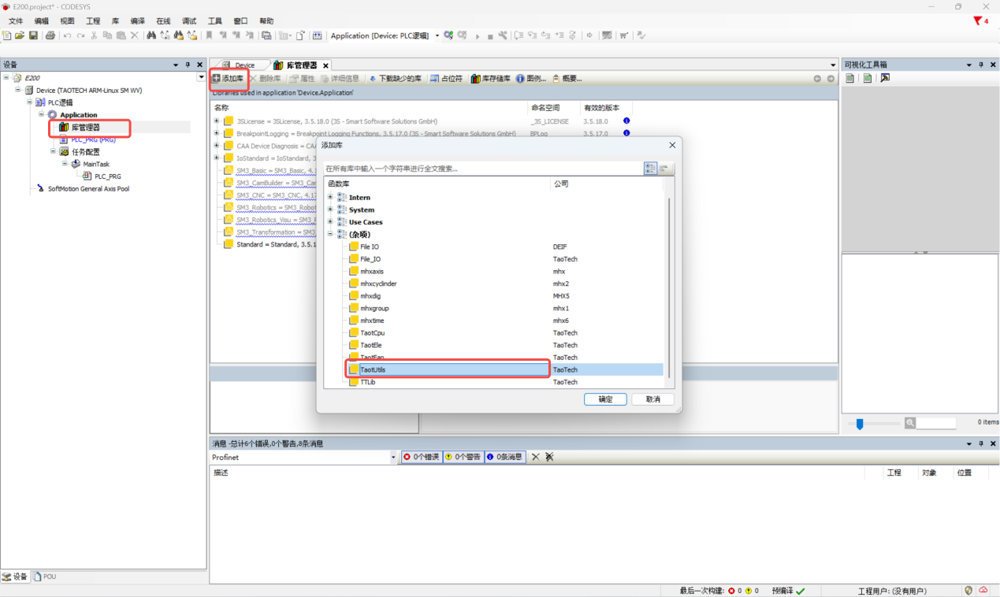 E200.project* - CODESYS
文件 编辑 视图 工程 库 编译 在线 调试 工具 窗口 帮助
4
Application [Device: PLC逻辑]
设备
E200
Device (TAOTECH ARM-Linux SM WV)
PLC逻辑
Application
库管理器
PLC_PRG (PRG)
任务配置
MainTask
PLC_PRG
SoftMotion General Axis Pool
设备 POU
Device 库管理器
添加库 删除库 属性 详细信息 下载缺少的库 占位符 库存储库 图例... 概要...
Libraries used in application 'Device.Application'
名称 命名空间 有效的版本
3SLicense = 3SLicense, 3.5.18.0 (3S - Smart Software Solutions GmbH) _3S_LICENSE 3.5.18.0
BreakpointLogging = Breakpoint Logging Functions, 3.5.17.0 (3S - Smart Software Solutions GmbH) BPLog 3.5.17.0
CAA Device Diagnosis = CAA
IoStandard = IoStandard, 3
SM3_Basic = SM3_Basic, 4.1
SM3_CamBuilder = SM3_Cam
SM3_CNC = SM3_CNC, 4.17
SM3_Robotics = SM3_Robot
SM3_Robotics_Visu = SM3_R
SM3_Transformation = SM3_
Standard = Standard, 3.5.1
添加库
在所有库中输入一个字符串进行全文搜索...
函数库 公司
Intern
System
Use Cases
(杂项)
File IO DEIF
File_IO TaoTech
mhxaxis mhx
mhxcyclinder mhx2
mhxdig MHX5
mhxgroup mhx1
mhxtime mhx6
TaotCpu TaoTech
TaotEle TaoTech
TaoTech
TaotUtils TaoTech
TTLib TaoTech
确定 取消
可视化工具箱
0 items
消息 -总计6个错误,0个警告,8条消息
Profinet 0个错误 0个警告 0条消息
描述 工程 对象 位置
最后一次构建: 0 0 预编译 工程用户: (没有用户)